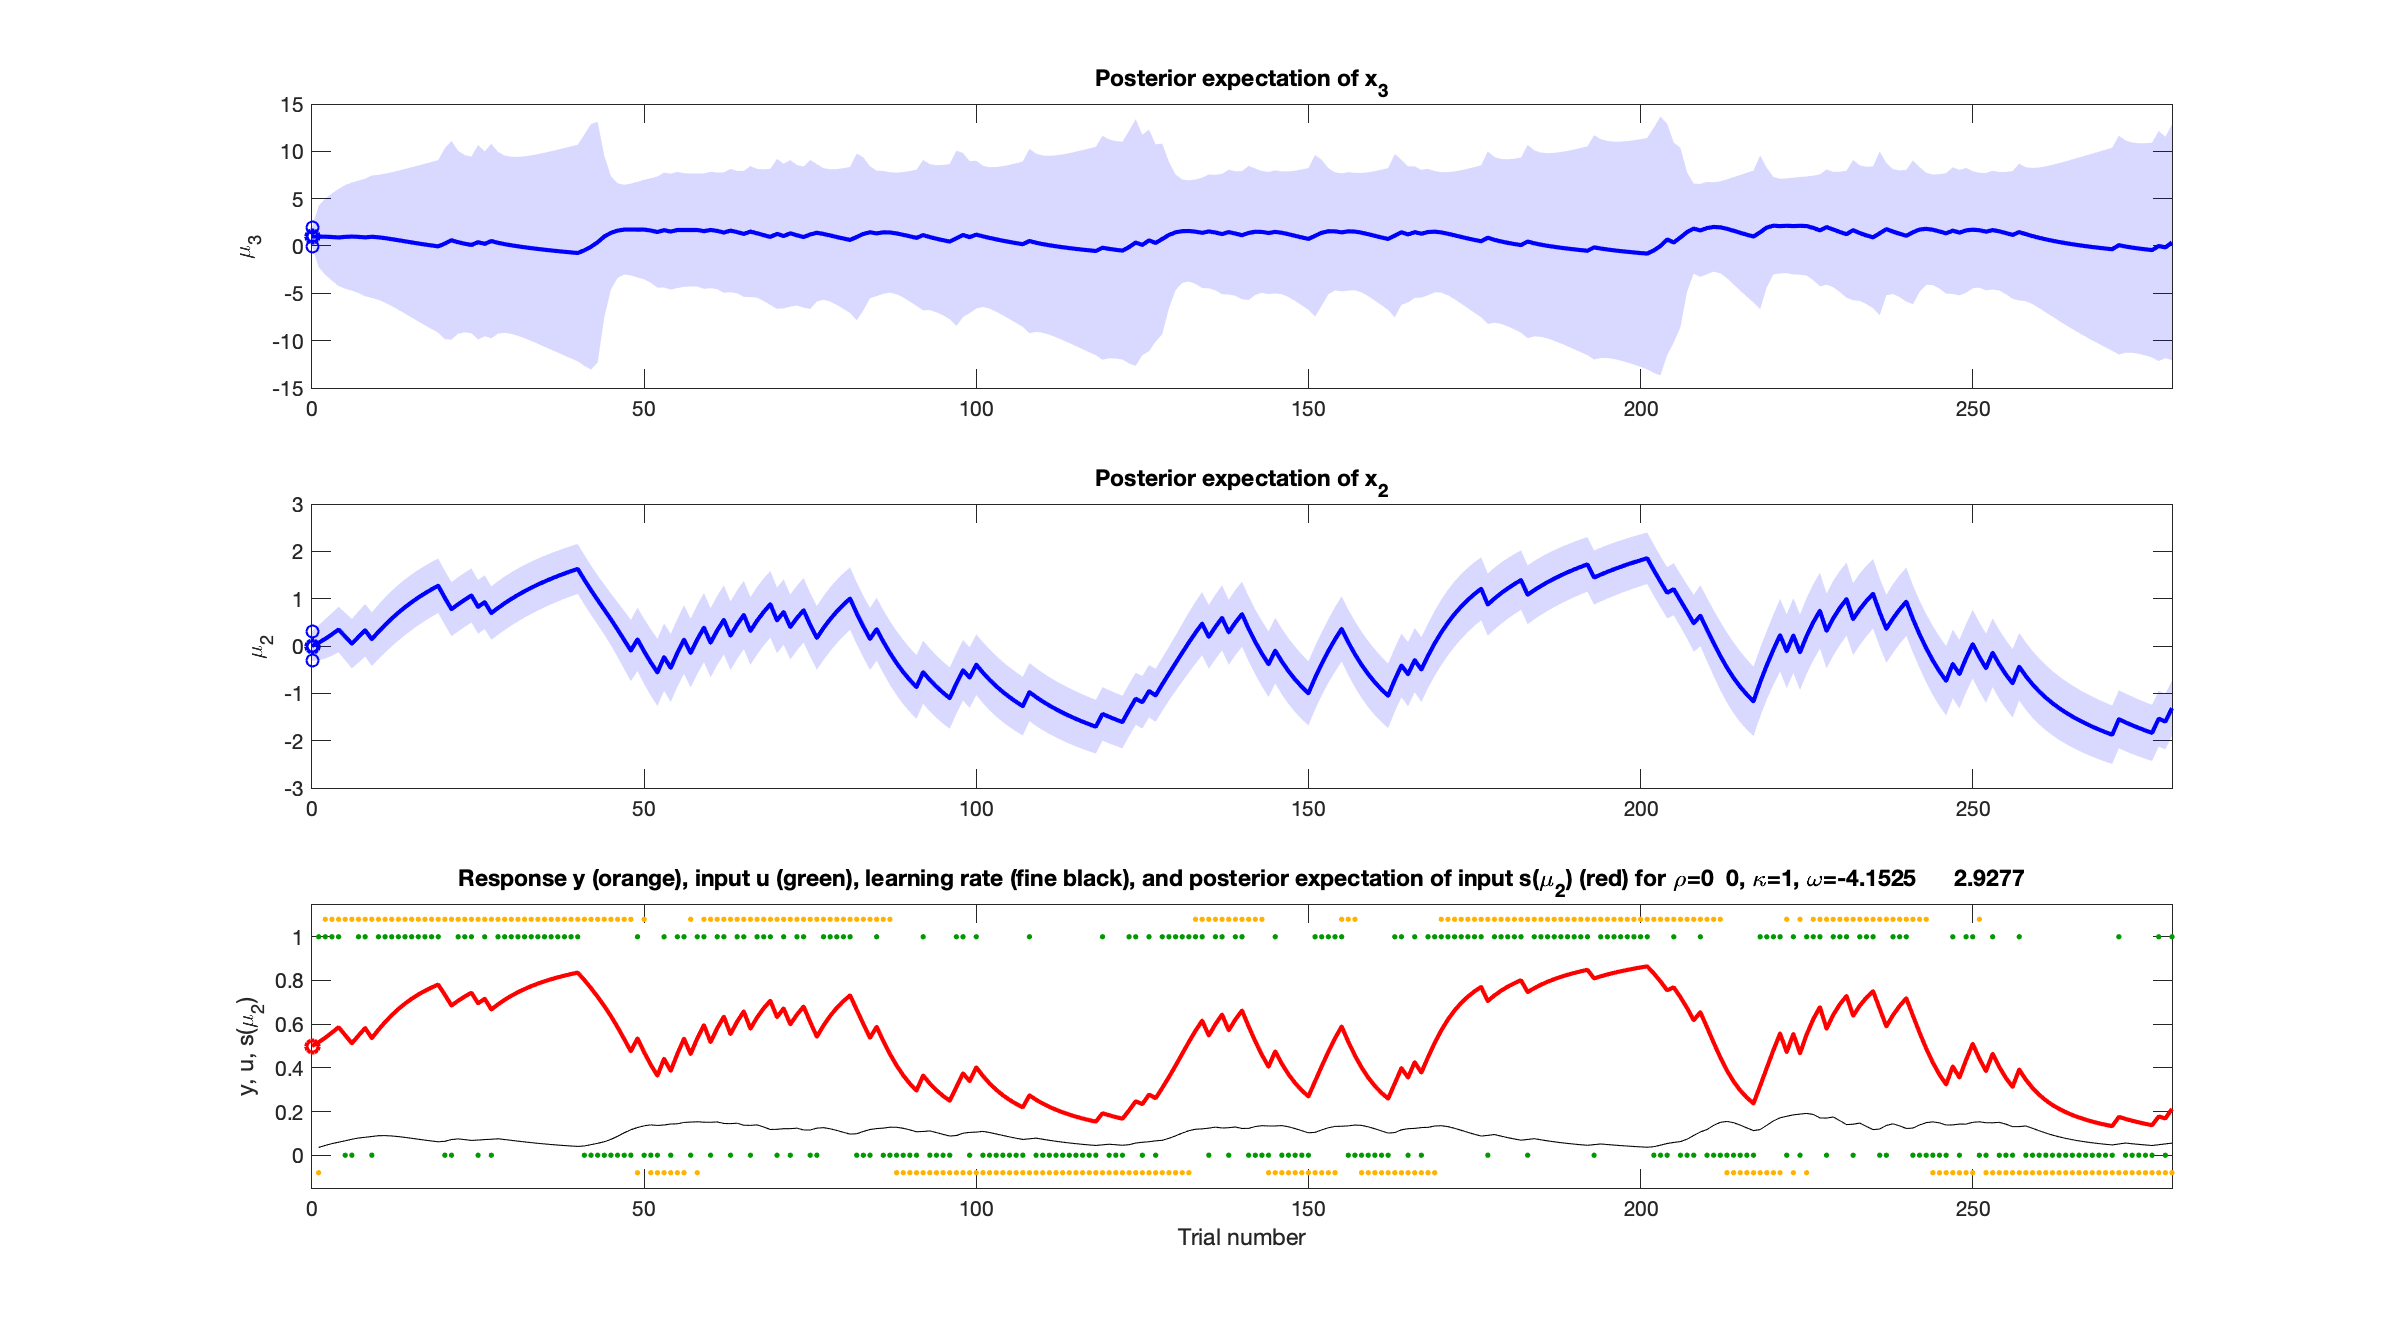 Posterior expectation of x3
15
10
5
0
-5
-10
-15
μ3
0 50 100 150 200 250
Posterior expectation of x2
3
2
1
0
-1
-2
-3
μ2
0 50 100 150 200 250
Response y (orange), input u (green), learning rate (fine black), and posterior expectation of input s(μ2) (red) for ρ=0 0, κ=1, ω=-4.1525 2.9277
1
0.8
0.6
0.4
0.2
0
y, u, s(μ2)
0 50 100 150 200 250
Trial number